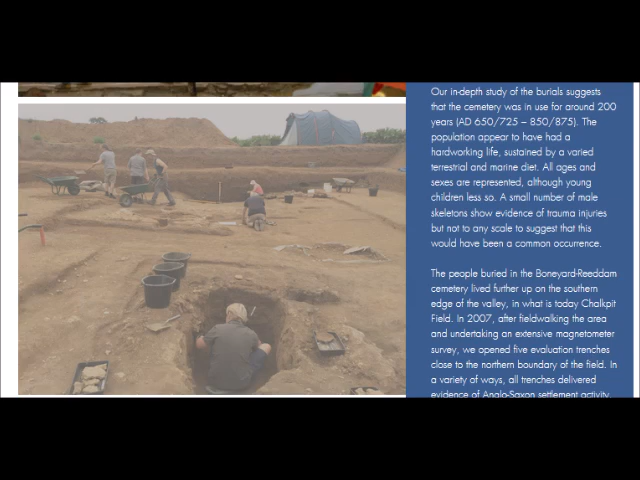 Our in-depth study of the burials suggests
that the cemetery was in use for around 200
years (AD 650/725 – 850/875). The
population appear to have had a
hardworking life, sustained by a varied
terrestrial and marine diet. All ages and
sexes are represented, although young
children less so. A small number of male
skeletons show evidence of trauma injuries
but not to any scale to suggest that this
would have been a common occurrence.
The people buried in the Boneyard-Reeddam
cemetery lived further up on the southern
edge of the valley, in what is today Chalkpit
Field. In 2007, after fieldwalking the area
and undertaking an extensive magnetometer
survey, we opened five evaluation trenches
close to the northern boundary of the field. In
a variety of ways, all trenches delivered
evidence of Anglo-Saxon settlement activity.